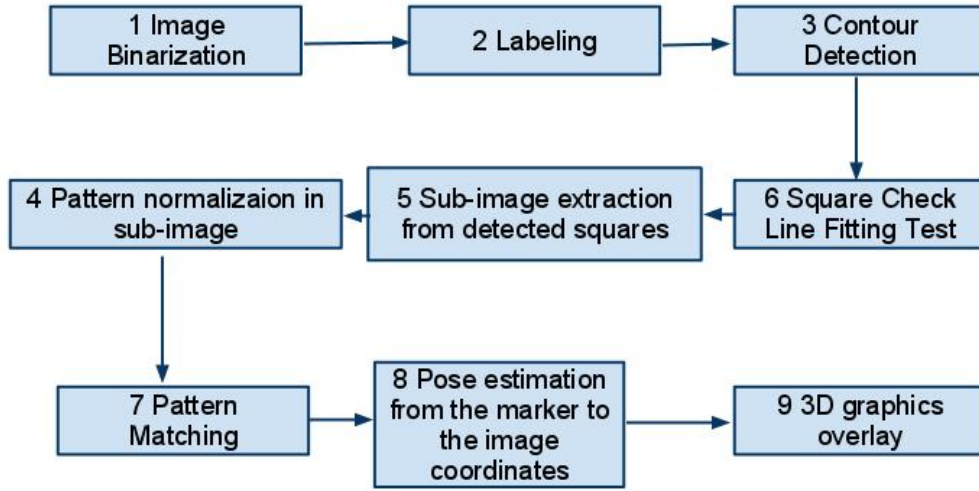 1 Image
Binarization
2 Labeling
3 Contour
Detection
4 Pattern normalizaion in
sub-image
5 Sub-image extraction
from detected squares
6 Square Check
Line Fitting Test
7 Pattern
Matching
8 Pose estimation
from the marker to
the image
coordinates
9 3D graphics
overlay